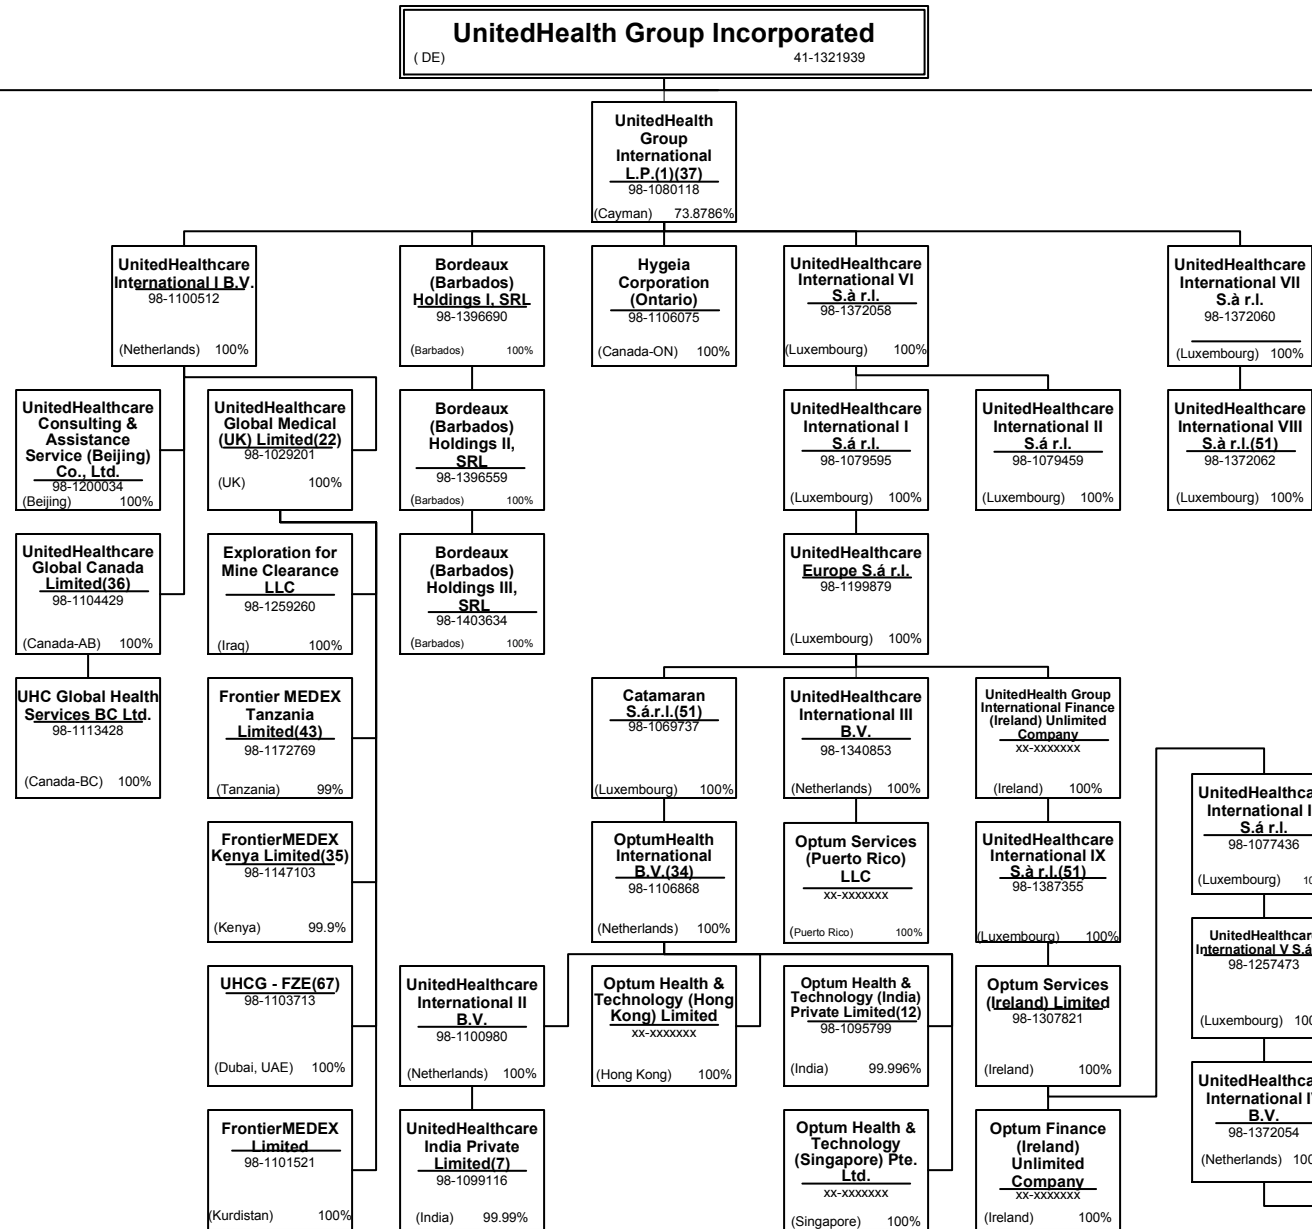 UnitedHealth Group Incorporated
( DE) 41-1321939
UnitedHealth
Group
International
L.P.(1)(37)
98-1080118
(Cayman) 73.8786%
UnitedHealthcare
International I B.V.
98-1100512
(Netherlands) 100%
Bordeaux
(Barbados)
Holdings I, SRL
98-1396690
(Barbados) 100%
Hygeia
Corporation
(Ontario)
98-1106075
(Canada-ON) 100%
UnitedHealthcare
International VI
S.à r.l.
98-1372058
(Luxembourg) 100%
UnitedHealthcare
International VII
S.à r.l.
98-1372060
(Luxembourg) 100%
UnitedHealthcare
Consulting &
Assistance
Service (Beijing)
Co., Ltd.
98-1200034
(Beijing) 100%
UnitedHealthcare
Global Medical
(UK) Limited(22)
98-1029201
(UK) 100%
Bordeaux
(Barbados)
Holdings II,
SRL
98-1396559
(Barbados) 100%
UnitedHealthcare
International I
S.á r.l.
98-1079595
(Luxembourg) 100%
UnitedHealthcare
International II
S.á r.l.
98-1079459
(Luxembourg) 100%
UnitedHealthcare
International VIII
S.à r.l.(51)
98-1372062
(Luxembourg) 100%
UnitedHealthcare
Global Canada
Limited(36)
98-1104429
(Canada-AB) 100%
Exploration for
Mine Clearance
LLC
98-1259260
(Iraq) 100%
Bordeaux
(Barbados)
Holdings III,
SRL
98-1403634
(Barbados) 100%
UnitedHealthcare
Europe S.á r.l.
98-1199879
(Luxembourg) 100%
UHC Global Health
Services BC Ltd.
98-1113428
(Canada-BC) 100%
Frontier MEDEX
Tanzania
Limited(43)
98-1172769
(Tanzania) 99%
Catamaran
S.á.r.l.(51)
98-1069737
(Luxembourg) 100%
UnitedHealthcare
International III
B.V.
98-1340853
(Netherlands) 100%
UnitedHealth Group
International Finance
(Ireland) Unlimited
Company
xx-xxxxxxx
(Ireland) 100%
UnitedHealthca
International I
S.á r.l.
98-1077436
(Luxembourg) 10
FrontierMEDEX
Kenya Limited(35)
98-1147103
(Kenya) 99.9%
OptumHealth
International
B.V.(34)
98-1106868
(Netherlands) 100%
Optum Services
(Puerto Rico)
LLC
xx-xxxxxxx
(Puerto Rico) 100%
UnitedHealthcare
International IX
S.à r.l.(51)
98-1387355
(Luxembourg) 100%
UnitedHealthcar
International V S.á
98-1257473
(Luxembourg) 100
UHCG - FZE(67)
98-1103713
(Dubai, UAE) 100%
UnitedHealthcare
International II
B.V.
98-1100980
(Netherlands) 100%
Optum Health &
Technology (Hong
Kong) Limited
xx-xxxxxxx
(Hong Kong) 100%
Optum Health &
Technology (India)
Private Limited(12)
98-1095799
(India) 99.996%
Optum Services
(Ireland) Limited
98-1307821
(Ireland) 100%
UnitedHealthca
International I
B.V.
98-1372054
(Netherlands) 100
FrontierMEDEX
Limited
98-1101521
(Kurdistan) 100%
UnitedHealthcare
India Private
Limited(7)
98-1099116
(India) 99.99%
Optum Health &
Technology
(Singapore) Pte.
Ltd.
xx-xxxxxxx
(Singapore) 100%
Optum Finance
(Ireland)
Unlimited
Company
xx-xxxxxxx
(Ireland) 100%